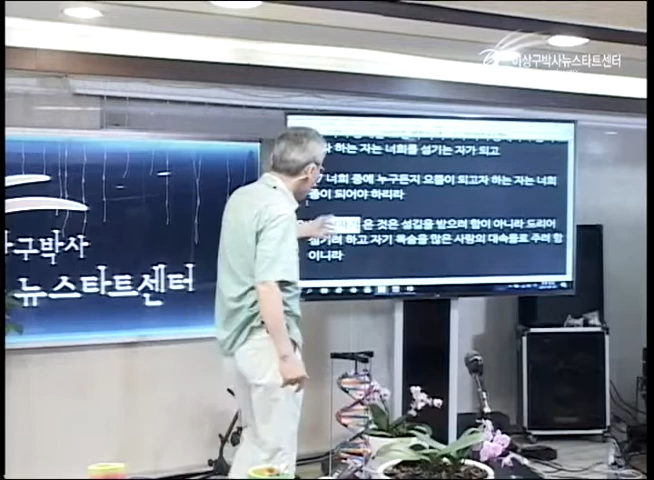 이상구박사뉴스타트센터
하는 자는 너희를 섬기는 자가 되고
너희 중에 누구든지 으뜸이 되고자 하는 자는 너희
종이 되어야 하리라
온 것은 섬김을 받으려 함이 아니라 도리어
섬기려 하고 자기 목숨을 많은 사람의 대속물로 주려 함
이니라
구박사
뉴스타트센터